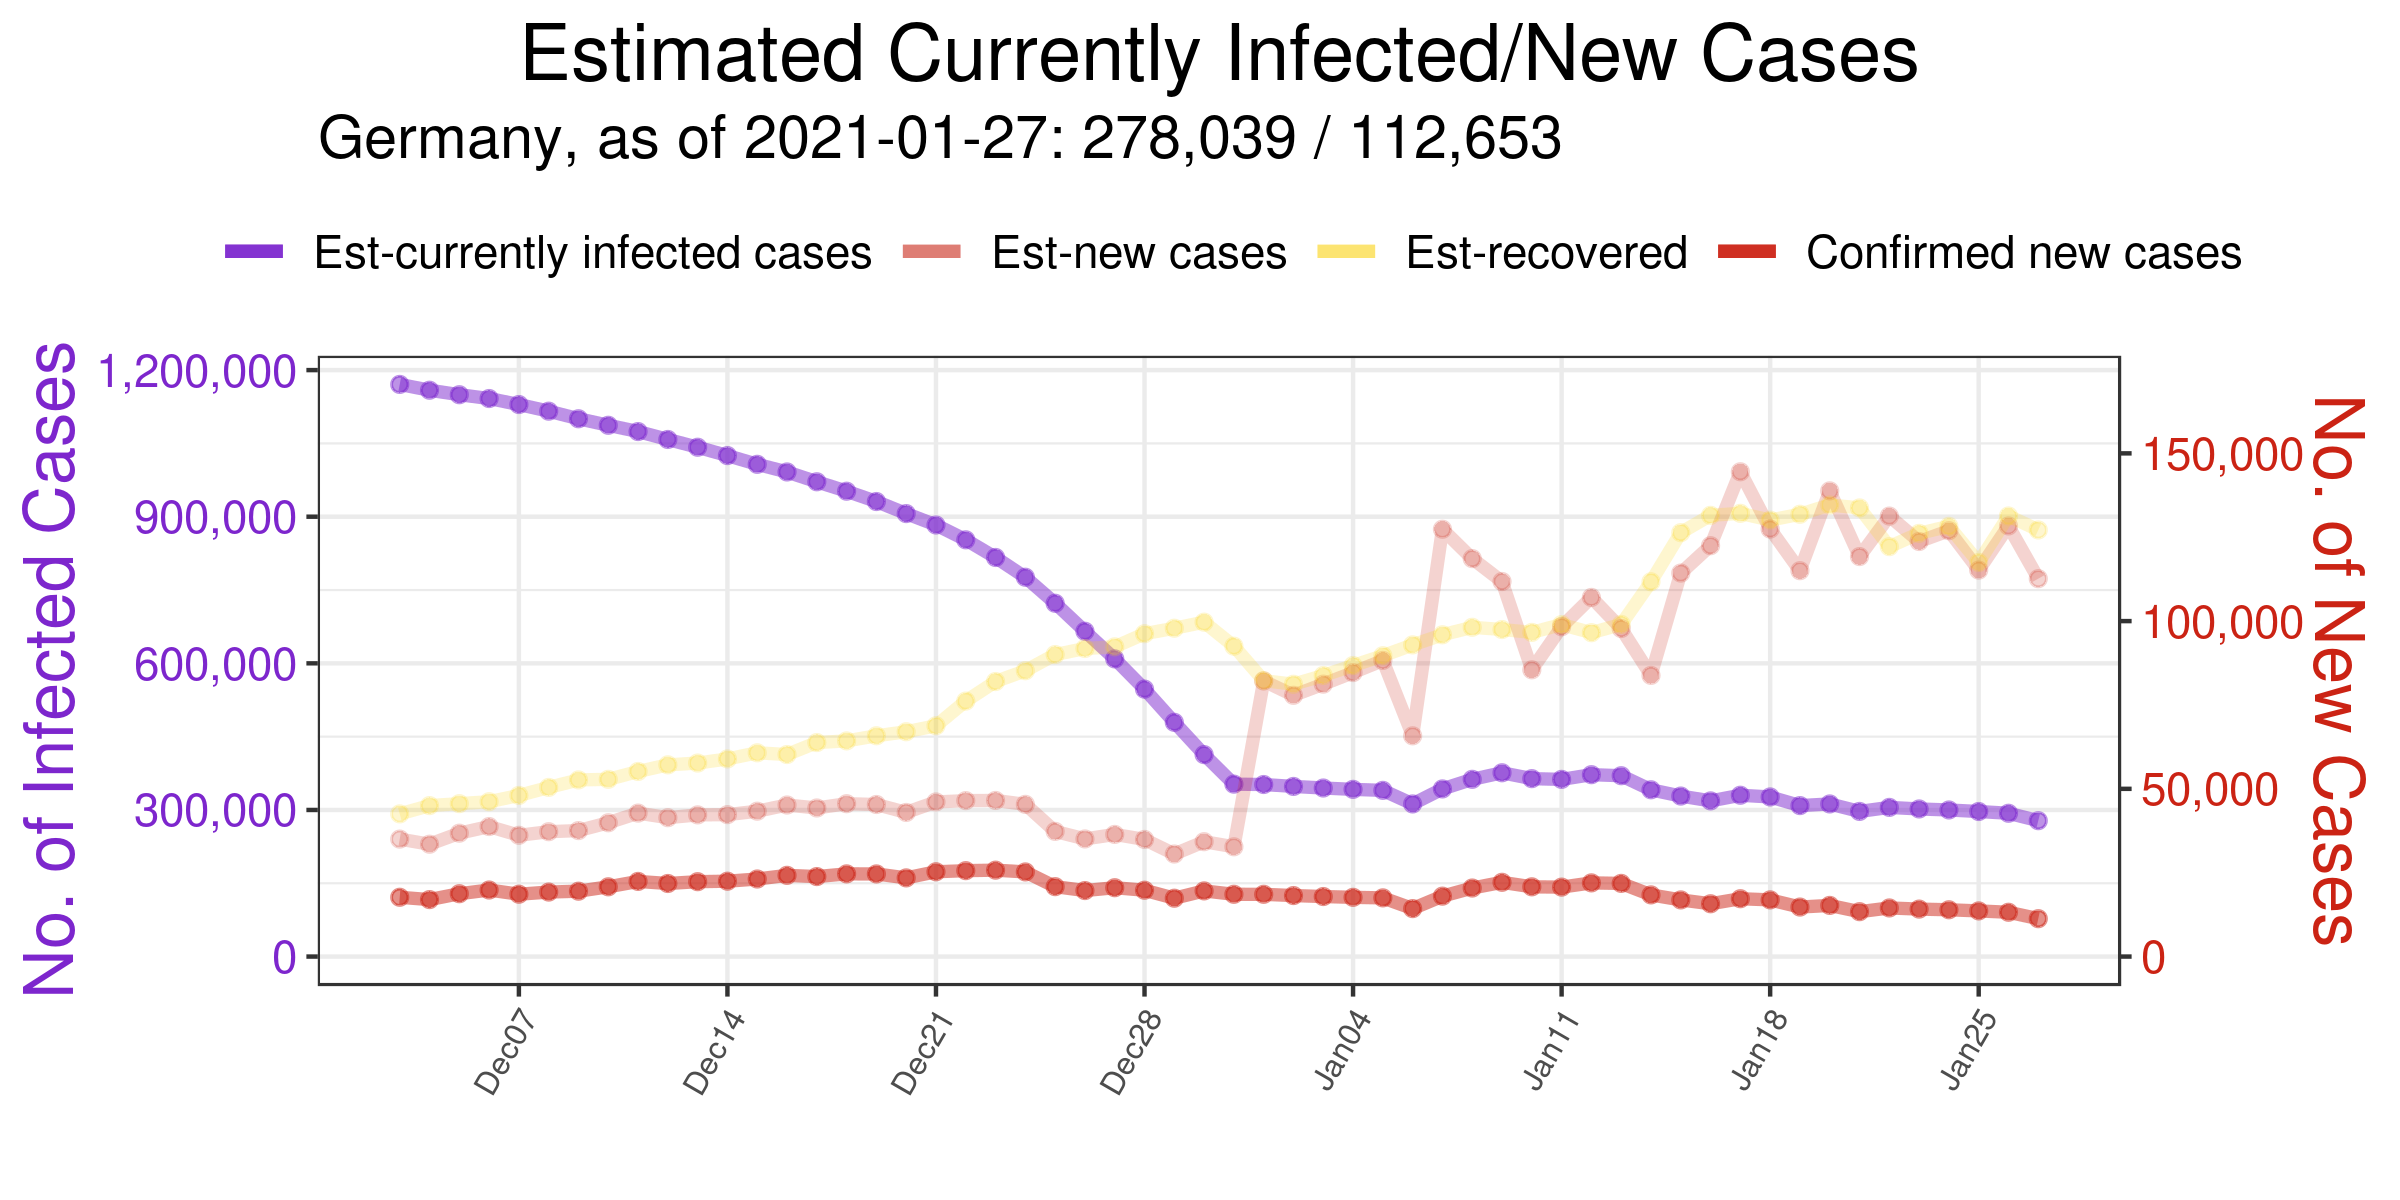 Estimated Currently Infected/New Cases
Germany, as of 2021-01-27: 278,039 / 112,653
Est-currently infected cases Est-new cases Est-recovered Confirmed new cases
No. of Infected Cases
1,200,000
900,000
600,000
300,000
0
150,000
100,000
50,000
0
No. of New Cases
Dec07 Dec14 Dec21 Dec28 Jan04 Jan11 Jan18 Jan25